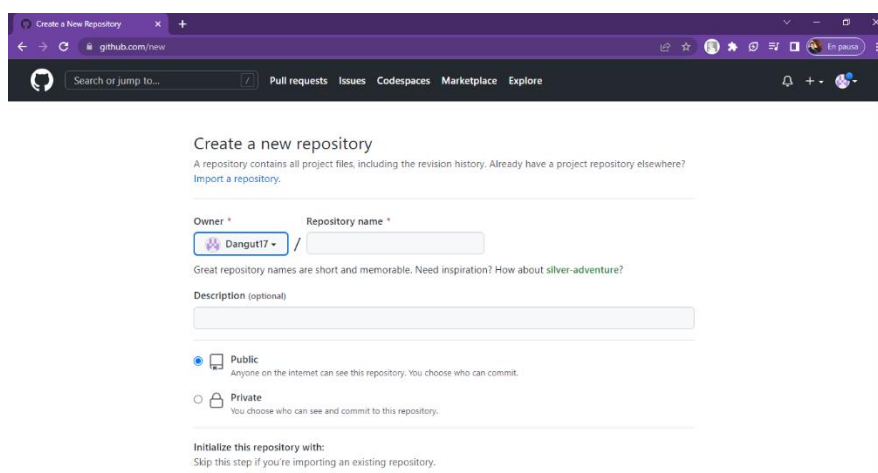 Create a New Repository
github.com/new
En pausa
Search or jump to... /
Pull requests Issues Codespaces Marketplace Explore
Create a new repository
A repository contains all project files, including the revision history. Already have a project repository elsewhere?
Import a repository.
Owner * Repository name *
Dangut17 /
Great repository names are short and memorable. Need inspiration? How about silver-adventure?
Description (optional)
Public
Anyone on the internet can see this repository. You choose who can commit.
Private
You choose who can see and commit to this repository.
Initialize this repository with:
Skip this step if you're importing an existing repository.